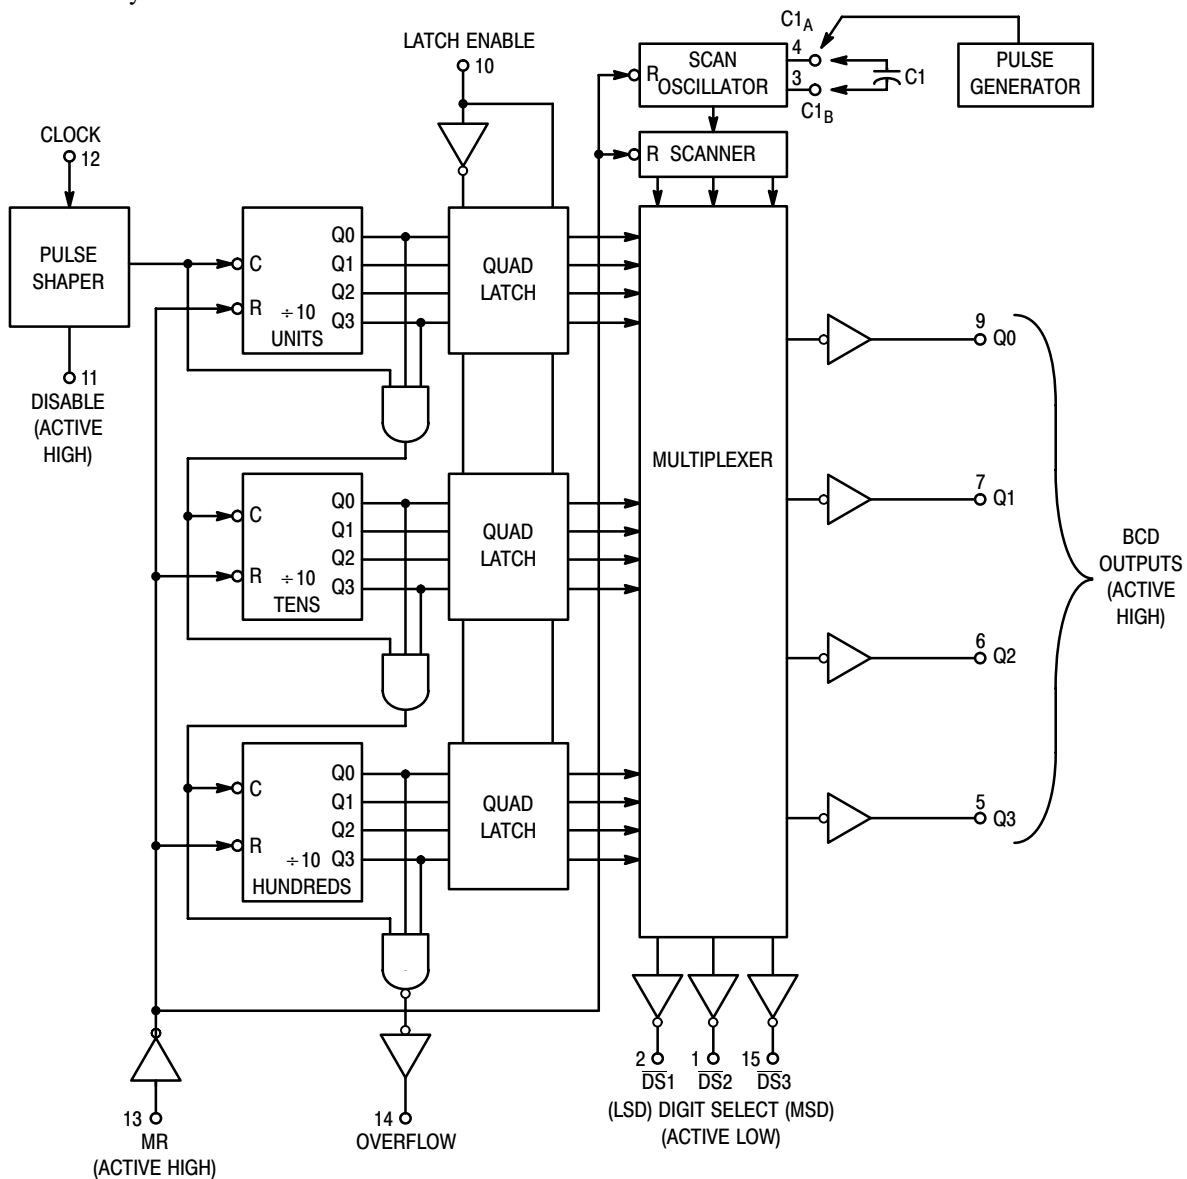 LATCH ENABLE
10
C1A
4
3
C1B
C1
R
SCAN
OSCILLATOR
PULSE
GENERATOR
CLOCK
12
R SCANNER
PULSE
SHAPER
11
DISABLE
(ACTIVE
HIGH)
C
R
÷10
UNITS
Q0
Q1
Q2
Q3
QUAD
LATCH
C
R
÷10
TENS
Q0
Q1
Q2
Q3
QUAD
LATCH
C
R
÷10
HUNDREDS
Q0
Q1
Q2
Q3
QUAD
LATCH
MULTIPLEXER
9
Q0
7
Q1
6
Q2
5
Q3
BCD
OUTPUTS
(ACTIVE
HIGH)
13
MR
(ACTIVE HIGH)
14
OVERFLOW
2 1 15
DS1 DS2 DS3
(LSD) DIGIT SELECT (MSD)
(ACTIVE LOW)